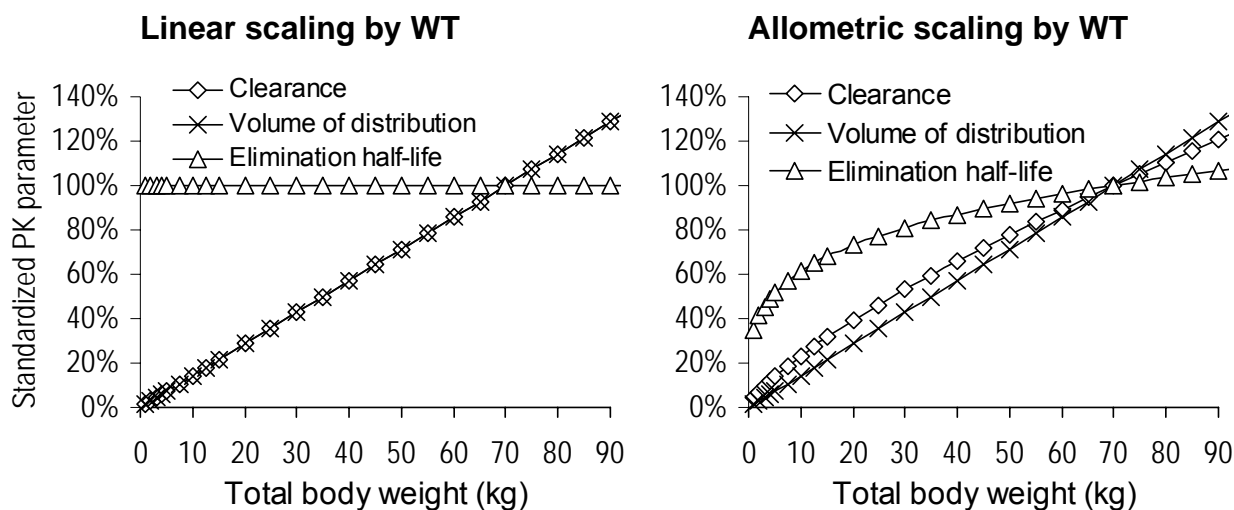 Linear scaling by WT
Standardized PK parameter
140%
120%
100%
80%
60%
40%
20%
0%
Clearance
Volume of distribution
Elimination half-life
0 10 20 30 40 50 60 70 80 90
Total body weight (kg)
Allometric scaling by WT
140%
120%
100%
80%
60%
40%
20%
0%
Clearance
Volume of distribution
Elimination half-life
0 10 20 30 40 50 60 70 80 90
Total body weight (kg)